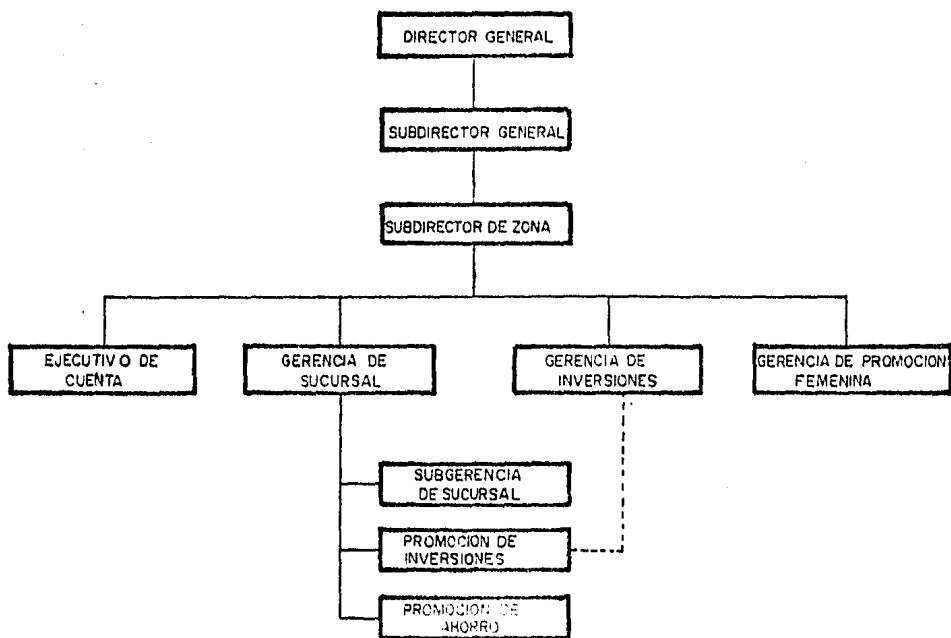 DIRECTOR GENERAL
SUBDIRECTOR GENERAL
SUBDIRECTOR DE ZONA
EJECUTIVO DE
CUENTA
GERENCIA DE
SUCURSAL
GERENCIA DE
INVERSIONES
GERENCIA DE PROMOCION
FEMENINA
SUBGERENCIA
DE SUCURSAL
PROMOCION DE
INVERSIONES
PROMOCION DE
AHORRO